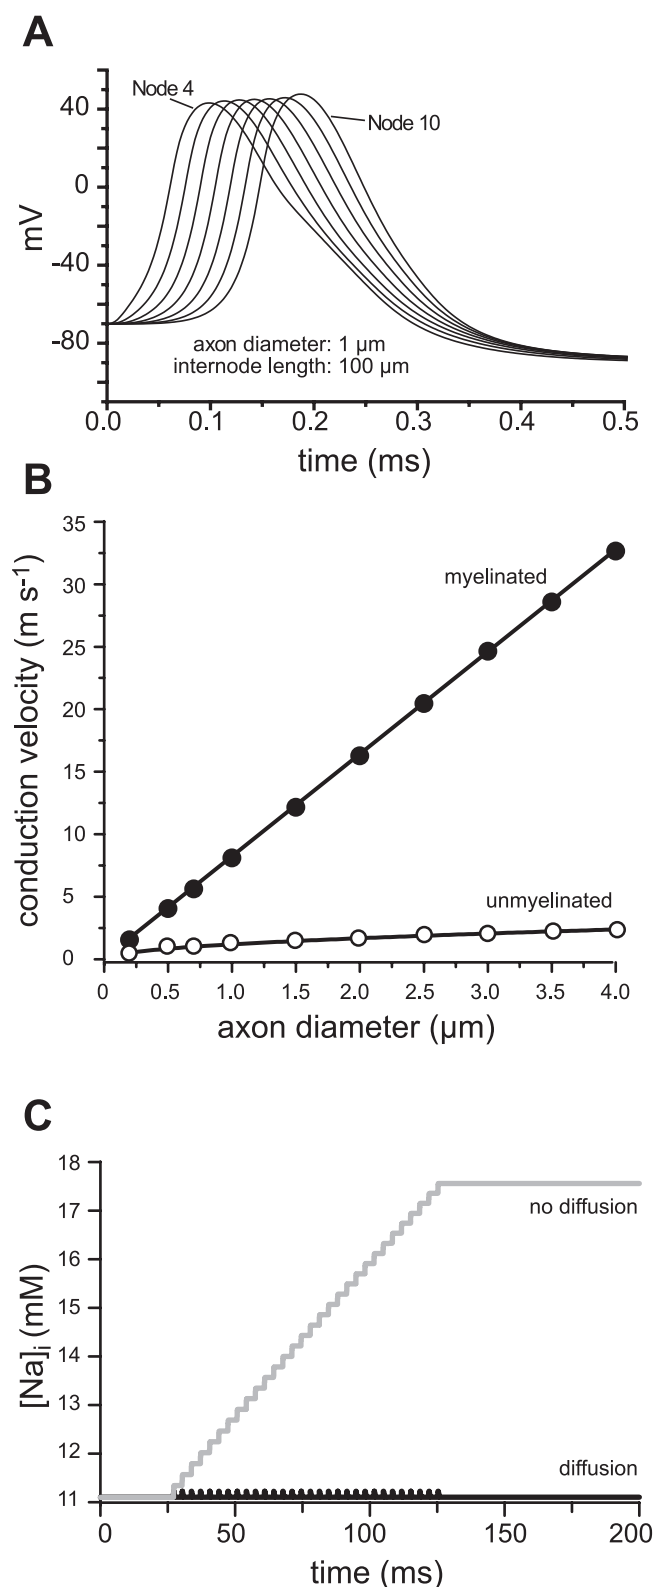 A
40
0
-40
-80
mV
Node 4
Node 10
axon diameter: 1 µm
internode length: 100 µm
0.0 0.1 0.2 0.3 0.4 0.5
time (ms)
B
35
30
25
20
15
10
5
0
conduction velocity (m s-1)
myelinated
unmyelinated
0 0.5 1.0 1.5 2.0 2.5 3.0 3.5 4.0
axon diameter (µm)
C
18
17
16
15
14
13
12
11
[Na]i (mM)
no diffusion
diffusion
0 50 100 150 200
time (ms)